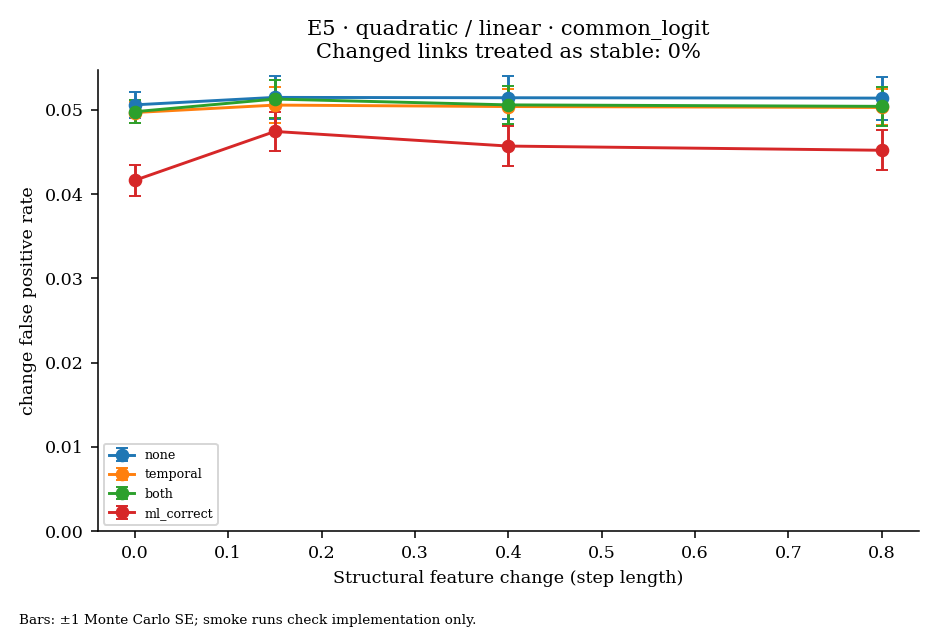 E5 · quadratic / linear · common_logit
Changed links treated as stable: 0%
change false positive rate
0.05
0.04
0.03
0.02
0.01
0.00
none
temporal
both
ml_correct
0.0 0.1 0.2 0.3 0.4 0.5 0.6 0.7 0.8
Structural feature change (step length)
Bars: ±1 Monte Carlo SE; smoke runs check implementation only.